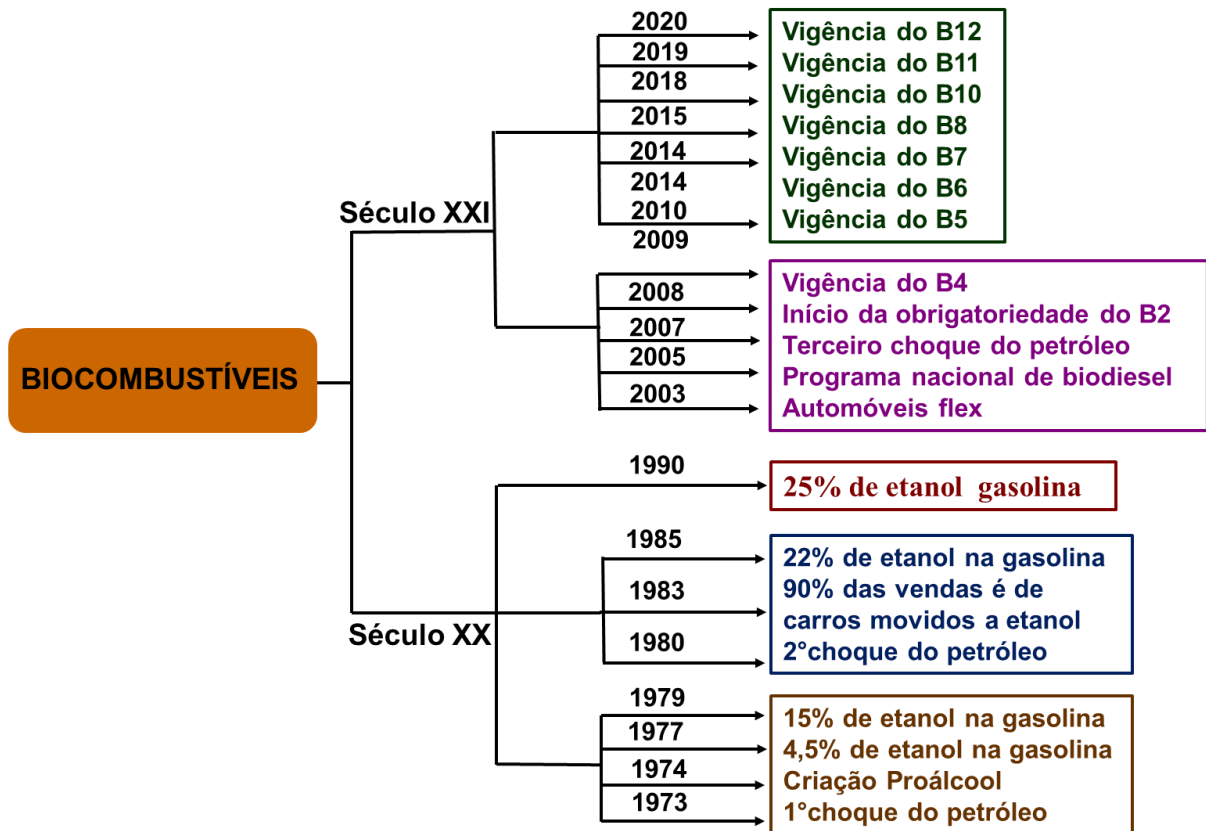 BIOCOMBUSTÍVEIS
Século XXI
2020
2019
2018
2015
2014
2014
2010
2009
Vigência do B12
Vigência do B11
Vigência do B10
Vigência do B8
Vigência do B7
Vigência do B6
Vigência do B5
2008
2007
2005
2003
Vigência do B4
Início da obrigatoriedade do B2
Terceiro choque do petróleo
Programa nacional de biodiesel
Automóveis flex
Século XX
1990
25% de etanol gasolina
1985
1983
1980
22% de etanol na gasolina
90% das vendas é de
carros movidos a etanol
2°choque do petróleo
1979
1977
1974
1973
15% de etanol na gasolina
4,5% de etanol na gasolina
Criação Proálcool
1°choque do petróleo